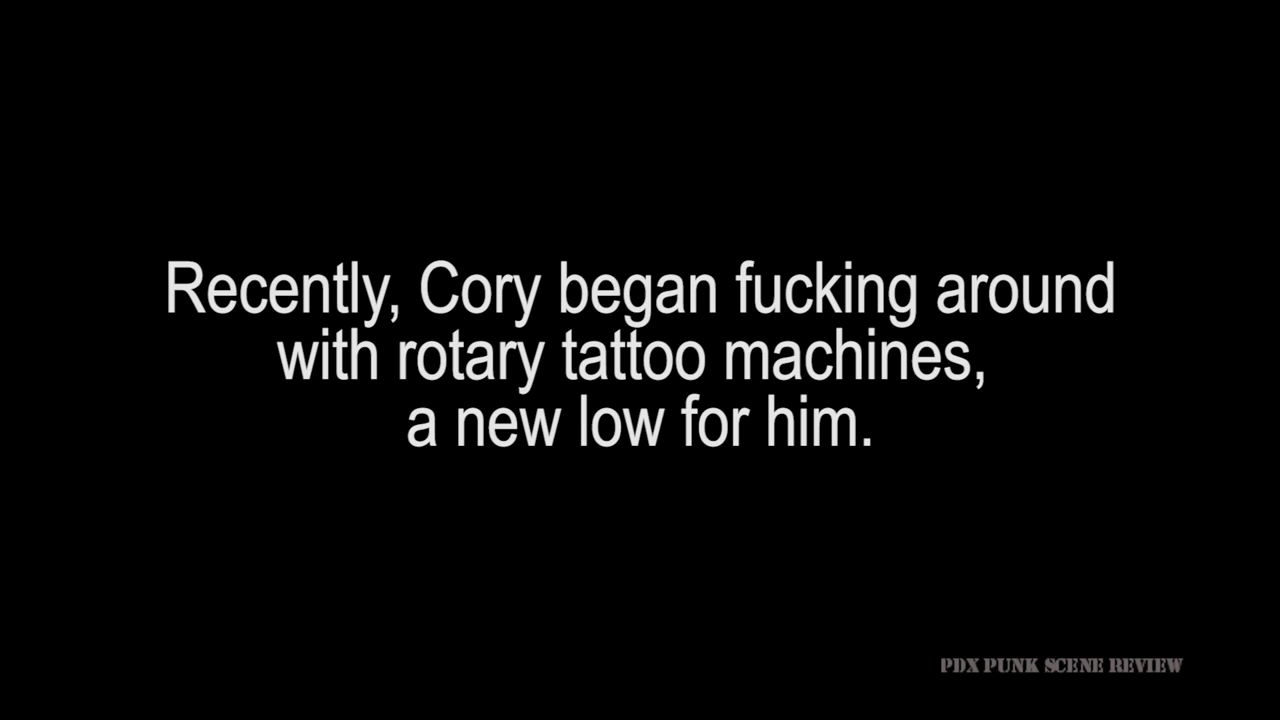 Recently, Cory began fucking around
with rotary tattoo machines,
a new low for him.
PDX PUNK SCENE REVIEW